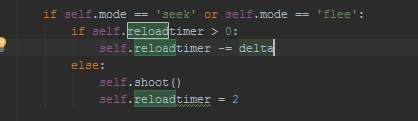 if self.mode == 'seek' or self.mode == 'flee':
if self.reloadtimer > 0:
self.reloadtimer -= delta
else:
self.shoot()
self.reloadtimer = 2